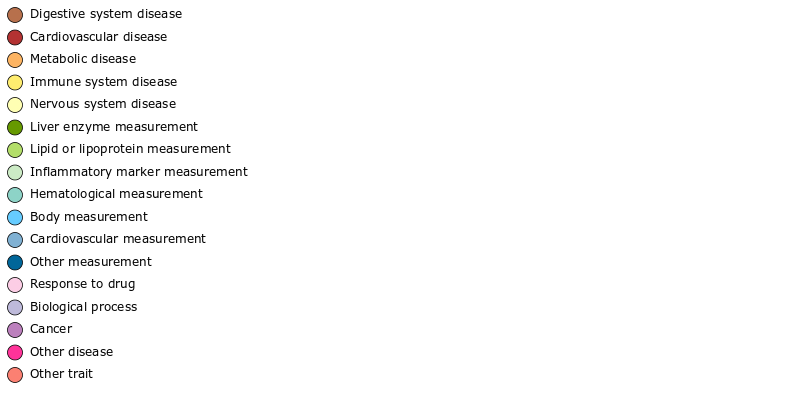 Digestive system disease
Cardiovascular disease
Metabolic disease
Immune system disease
Nervous system disease
Liver enzyme measurement
Lipid or lipoprotein measurement
Inflammatory marker measurement
Hematological measurement
Body measurement
Cardiovascular measurement
Other measurement
Response to drug
Biological process
Cancer
Other disease
Other trait